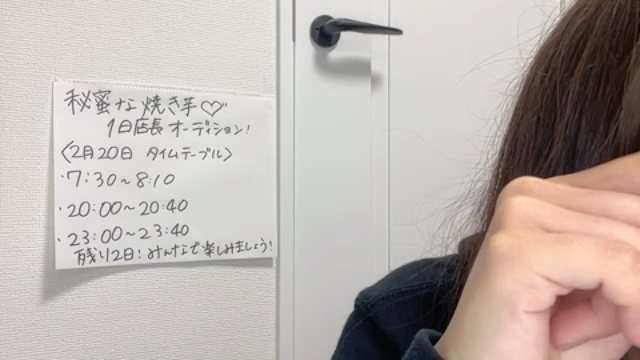 秘蜜な焼き芋♡
1日店長オーディション!
〈2月20日 タイムテーブル〉
・7:30〜8:10
・20:00〜20:40
・23:00〜23:40
残り2日!みんなで楽しみましょう!